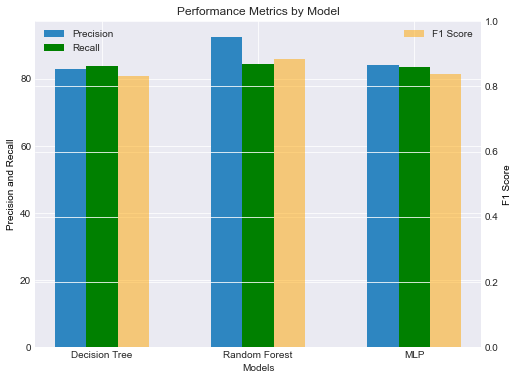 Performance Metrics by Model
Precision
Recall
F1 Score
Precision and Recall
80
60
40
20
0
1.0
0.8
0.6
0.4
0.2
0.0
F1 Score
Decision Tree
Random Forest
MLP
Models